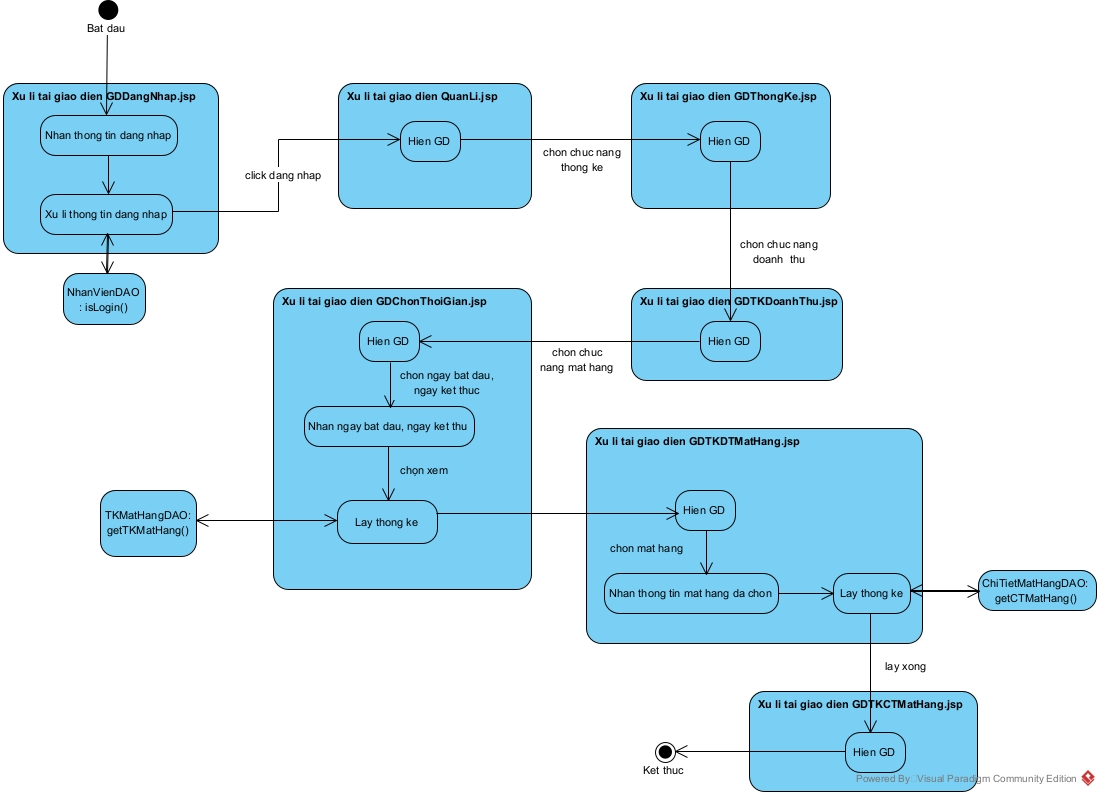 Bat dau
Xu li tai giao dien GDDangNhap.jsp
Nhan thong tin dang nhap
Xu li thong tin dang nhap
NhanVienDAO
: isLogin()
click dang nhap
Xu li tai giao dien QuanLi.jsp
Hien GD
chon chuc nang
thong ke
Xu li tai giao dien GDThongKe.jsp
Hien GD
chon chuc nang
doanh thu
Xu li tai giao dien GDTKDoanhThu.jsp
Hien GD
chon chuc
nang mat hang
Xu li tai giao dien GDChonThoiGian.jsp
Hien GD
chon ngay bat dau,
ngay ket thuc
Nhan ngay bat dau, ngay ket thu
chọn xem
Lay thong ke
TKMatHangDAO:
getTKMatHang()
Xu li tai giao dien GDTKDTMatHang.jsp
Hien GD
chon mat hang
Nhan thong tin mat hang da chon
Lay thong ke
ChiTietMatHangDAO:
getCTMatHang()
lay xong
Xu li tai giao dien GDTKCTMatHang.jsp
Hien GD
Ket thuc
Powered By Visual Paradigm Community Edition